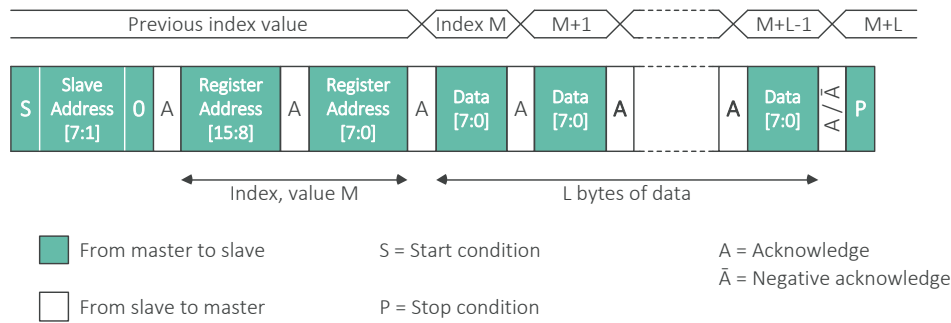 Previous index value
Index M
M+1
M+L-1
M+L
S
Slave
Address
[7:1]
0
A
Register
Address
[15:8]
A
Register
Address
[7:0]
A
Data
[7:0]
A
Data
[7:0]
A
A
Data
[7:0]
A / Ā
P
Index, value M
L bytes of data
From master to slave
S = Start condition
A = Acknowledge
Ā = Negative acknowledge
From slave to master
P = Stop condition